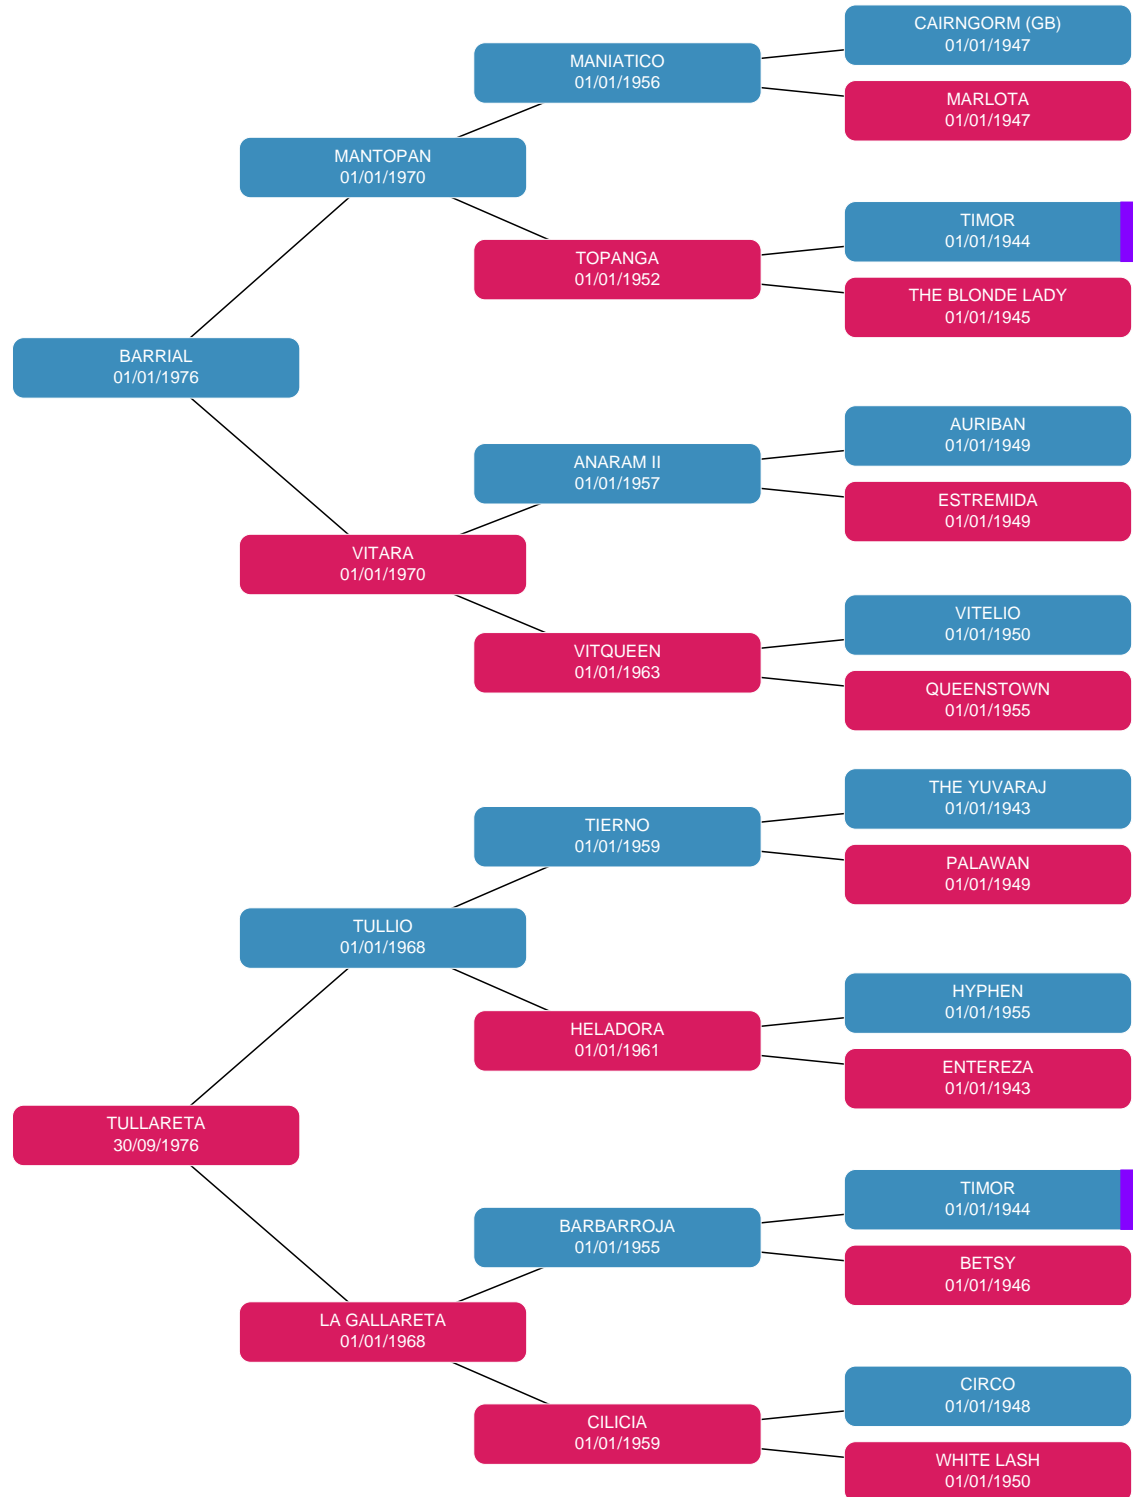 CAIRNGORM (GB)
01/01/1947
MANIATICO
01/01/1956
MARLOTA
01/01/1947
MANTOPAN
01/01/1970
TIMOR
01/01/1944
TOPANGA
01/01/1952
THE BLONDE LADY
01/01/1945
BARRIAL
01/01/1976
AURIBAN
01/01/1949
ANARAM II
01/01/1957
ESTREMIDA
01/01/1949
VITARA
01/01/1970
VITELIO
01/01/1950
VITQUEEN
01/01/1963
QUEENSTOWN
01/01/1955
THE YUVARAJ
01/01/1943
TIERNO
01/01/1959
PALAWAN
01/01/1949
TULLIO
01/01/1968
HYPHEN
01/01/1955
HELADORA
01/01/1961
ENTEREZA
01/01/1943
TULLARETA
30/09/1976
TIMOR
01/01/1944
BARBARROJA
01/01/1955
BETSY
01/01/1946
LA GALLARETA
01/01/1968
CIRCO
01/01/1948
CILICIA
01/01/1959
WHITE LASH
01/01/1950